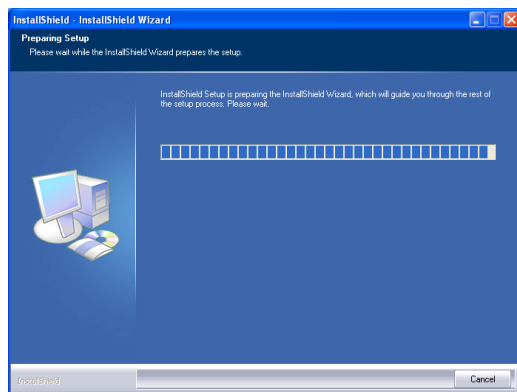 InstallShield - InstallShield Wizard
Preparing Setup
Please wait while the InstallShield Wizard prepares the setup.
InstallShield Setup is preparing the InstallShield Wizard, which will guide you through the rest of
the setup process. Please wait.
InstallShield
Cancel